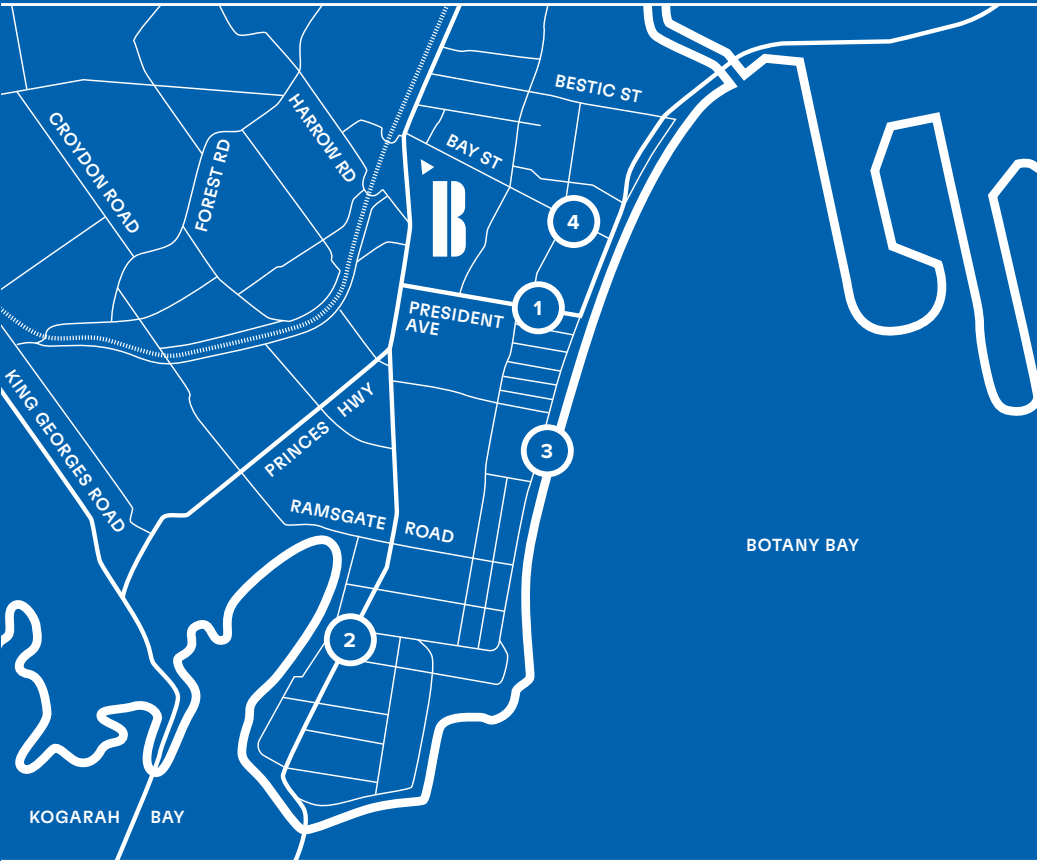 BESTIC ST
CROYDON ROAD
HARROW RD
FOREST RD
BAY ST
B
4
1
PRESIDENT
AVE
KING GEORGES ROAD
PRINCES HWY
3
RAMSGATE ROAD
BOTANY BAY
2
KOGARAH BAY